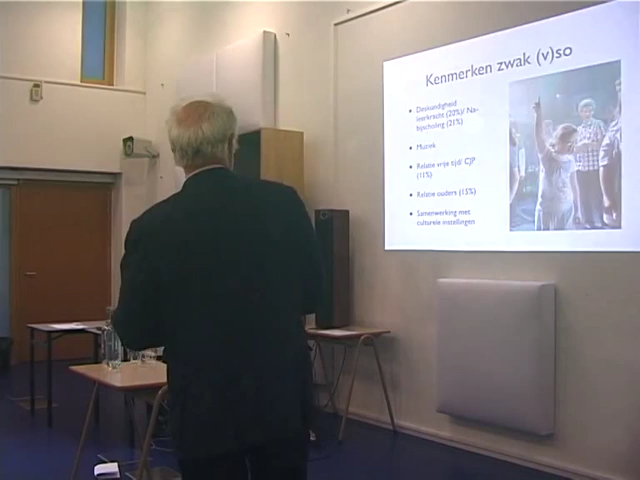 Kenmerken zwak (v)so
• Deskundigheid
leerkracht (20%)/ Na-
bijscholing (21%)
• Muziek
• Relatie vrije tijd/ CJP
(11%)
• Relatie ouders (15%)
• Samenwerking met
culturele instellingen